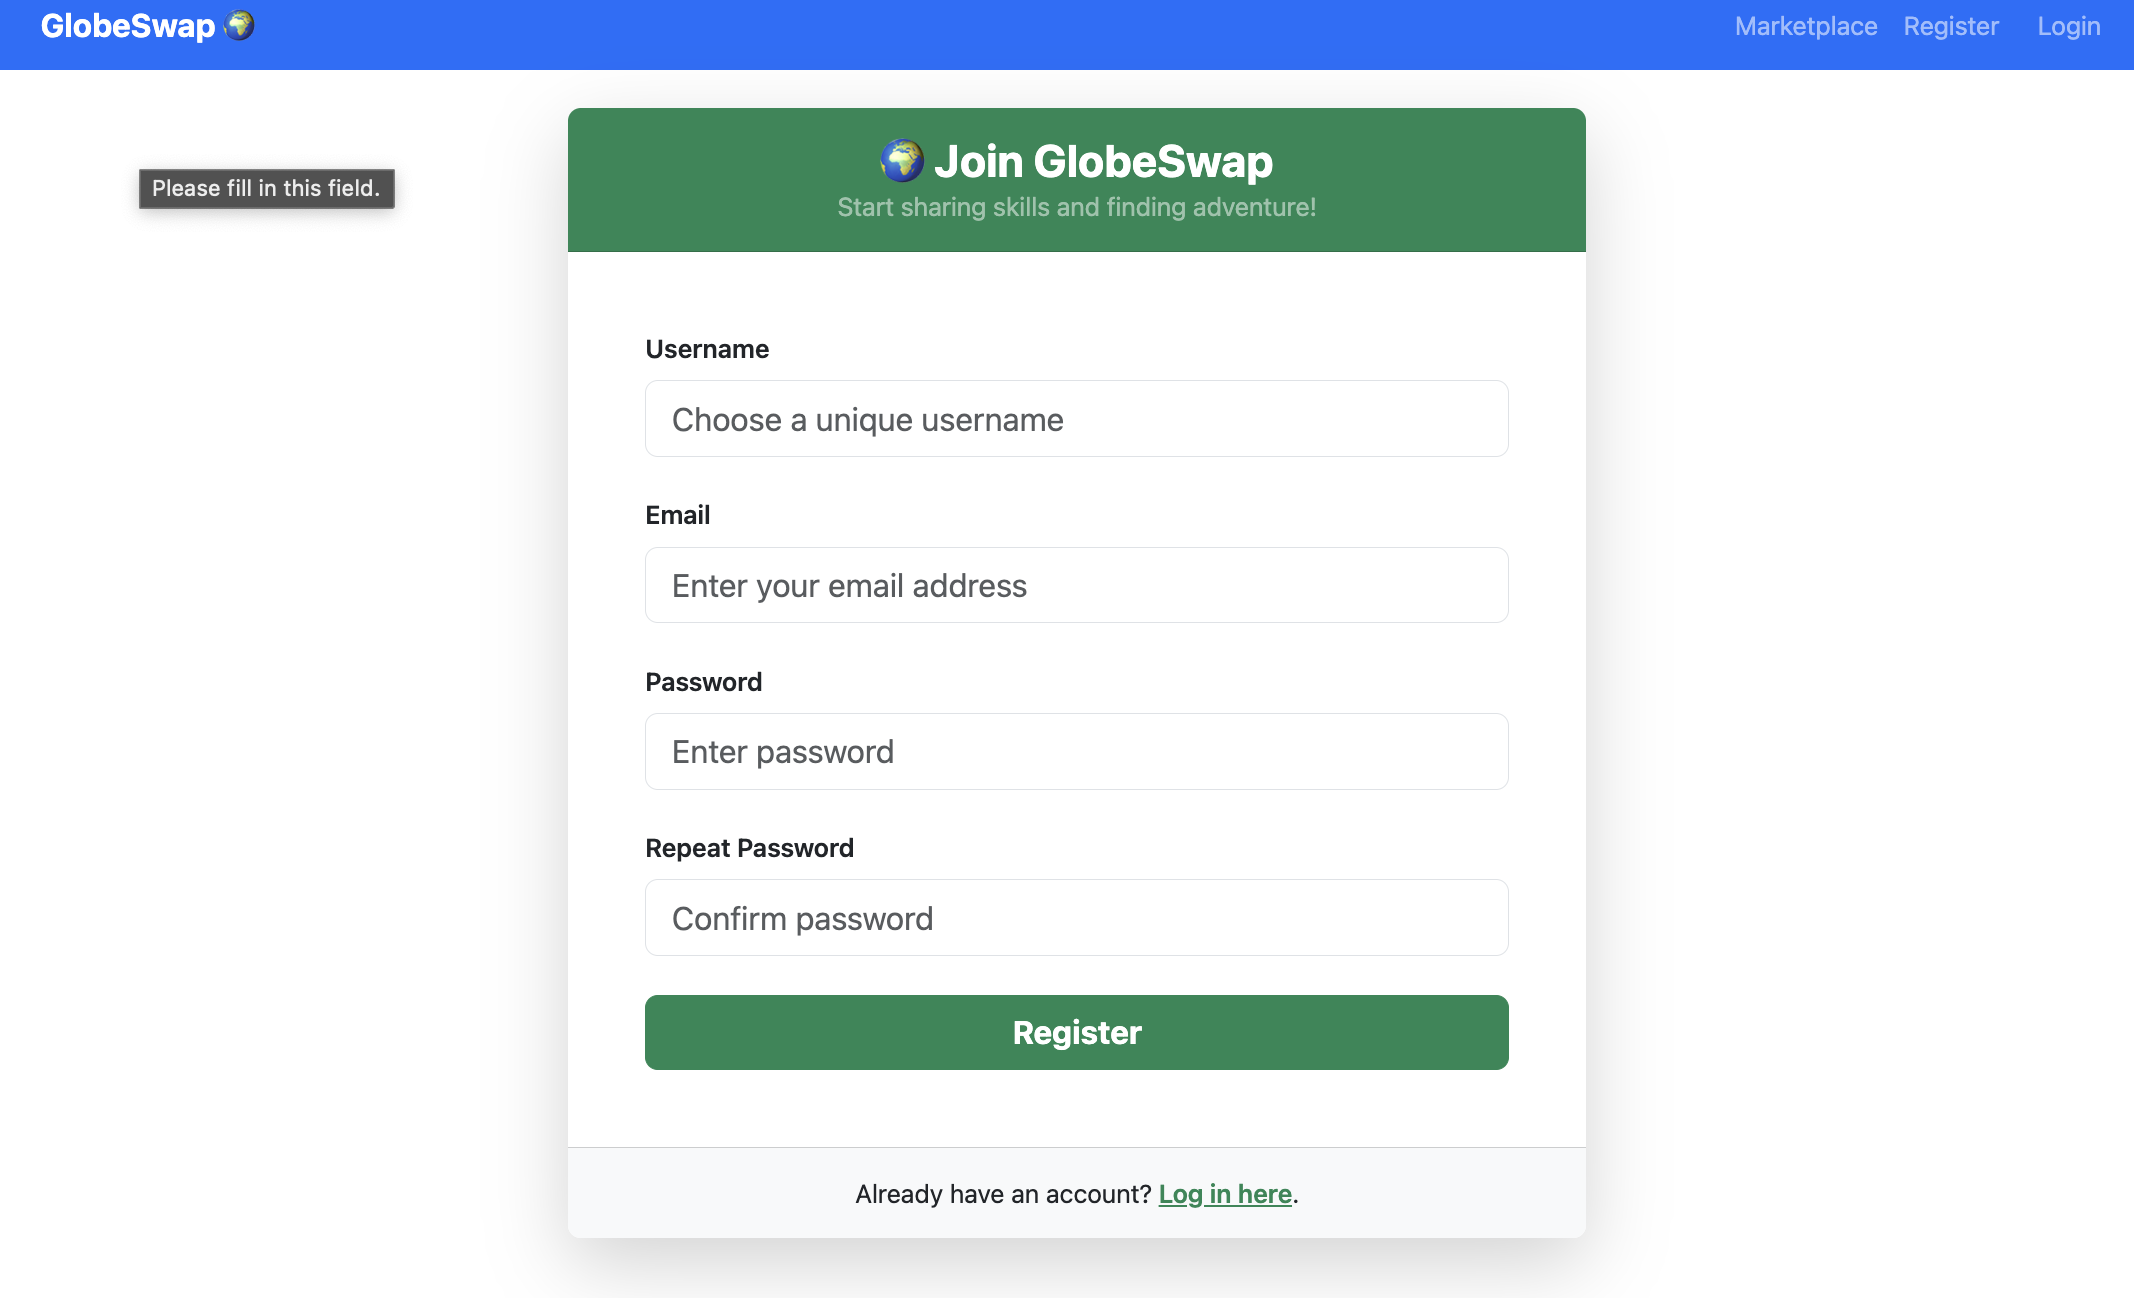 GlobeSwap 🌍
Marketplace Register Login
Please fill in this field.
🌍 Join GlobeSwap
Start sharing skills and finding adventure!
Username
Choose a unique username
Email
Enter your email address
Password
Enter password
Repeat Password
Confirm password
Register
Already have an account? Log in here.